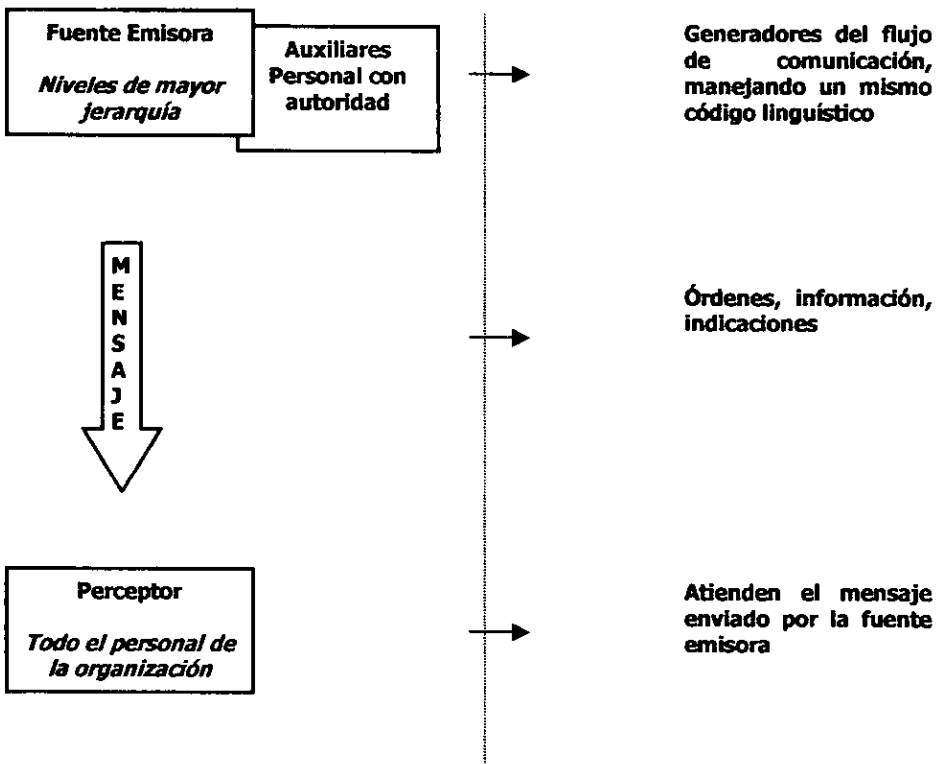 Fuente Emisora
Niveles de mayor
jerarquía
Auxiliares
Personal con
autoridad
Generadores del flujo
de comunicación,
manejando un mismo
código linguístico
M
E
N
S
A
J
E
Órdenes, información,
indicaciones
Perceptor
Todo el personal de
la organización
Atienden el mensaje
enviado por la fuente
emisora